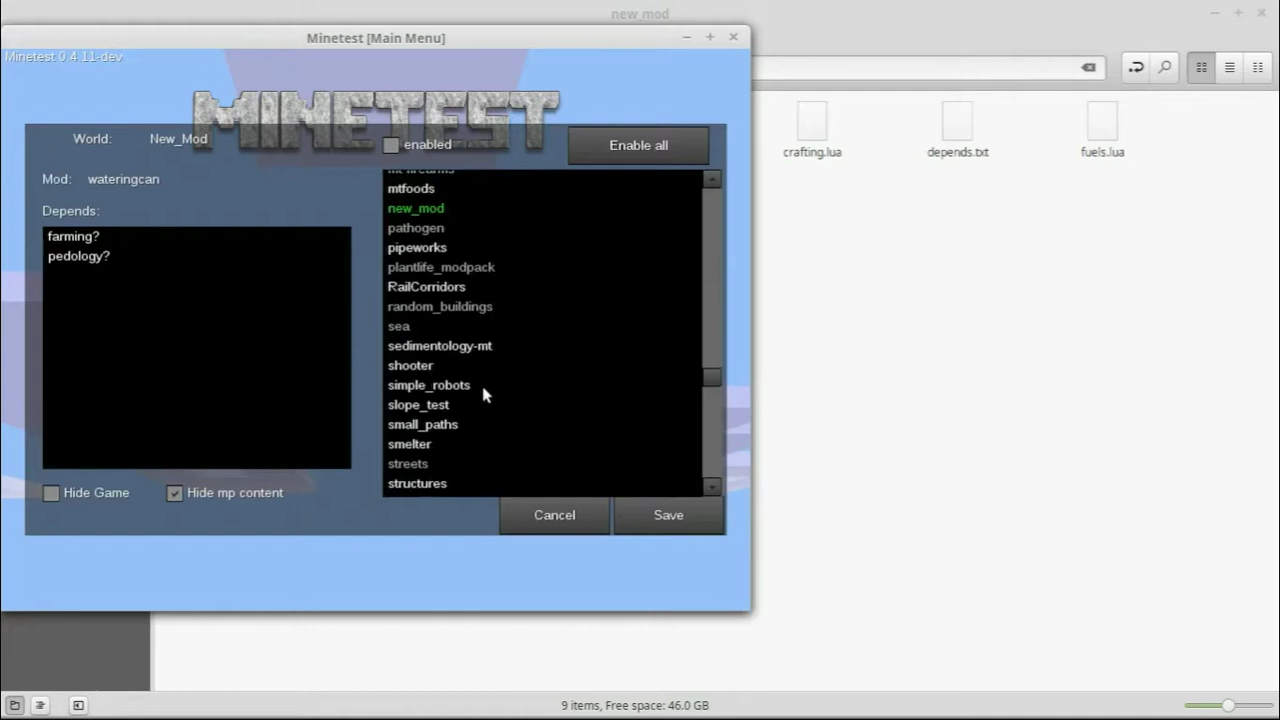 new_mod
Minetest [Main Menu]
Minetest 0.4.11-dev
MINETEST
World: New_Mod
enabled
Enable all
Mod: wateringcan
Depends:
farming?
pedology?
mtfoods
new_mod
pathogen
pipeworks
plantlife_modpack
RailCorridors
random_buildings
sea
sedimentology-mt
shooter
simple_robots
slope_test
small_paths
smelter
streets
structures
Hide Game
Hide mp content
Cancel
Save
crafting.lua
depends.txt
fuels.lua
9 items, Free space: 46.0 GB